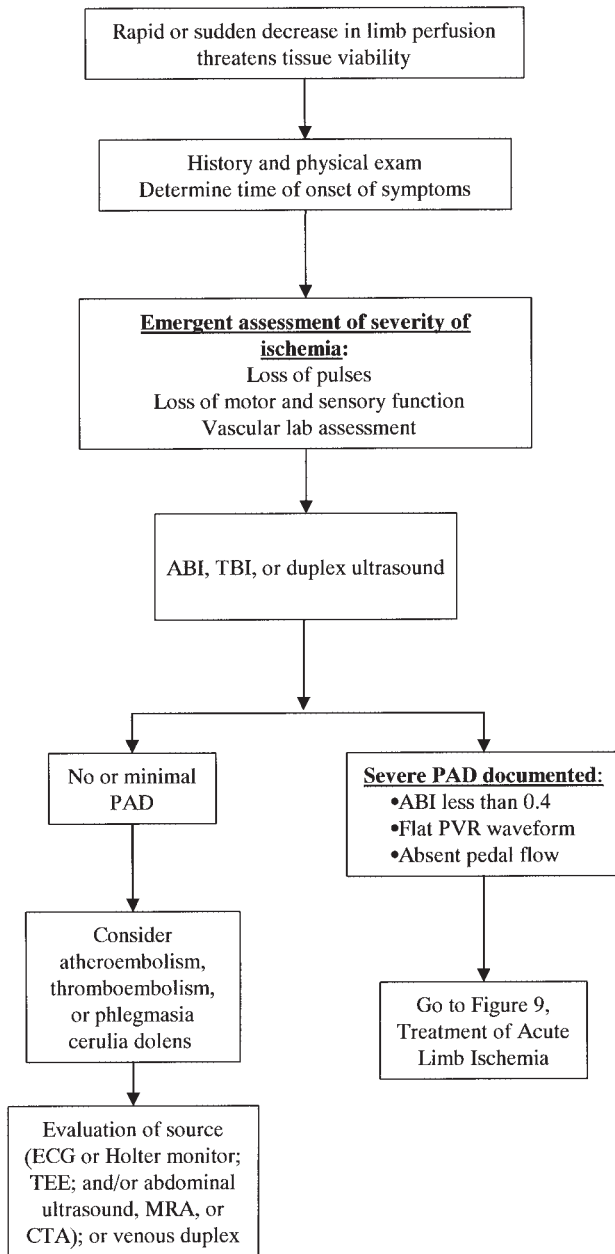 Rapid or sudden decrease in limb perfusion
threatens tissue viability
History and physical exam
Determine time of onset of symptoms
Emergent assessment of severity of
ischemia:
Loss of pulses
Loss of motor and sensory function
Vascular lab assessment
ABI, TBI, or duplex ultrasound
No or minimal
PAD
Severe PAD documented:
•ABI less than 0.4
•Flat PVR waveform
•Absent pedal flow
Consider
atheroembolism,
thromboembolism,
or phlegmasia
cerulia dolens
Go to Figure 9,
Treatment of Acute
Limb Ischemia
Evaluation of source
(ECG or Holter monitor;
TEE; and/or abdominal
ultrasound, MRA, or
CTA); or venous duplex